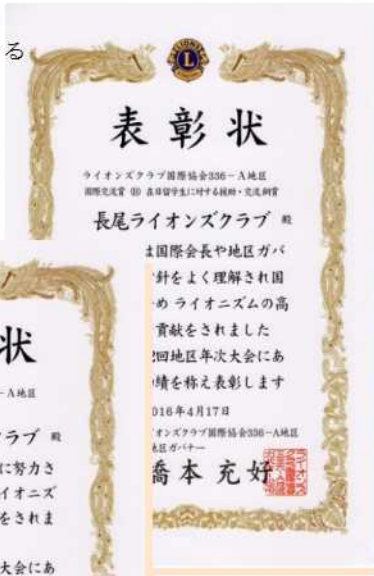 る
表彰状
ライオンズクラブ国際協会336-A地区
国際交流賞 銅 在日留学生に対する援助・交流銅賞
長尾ライオンズクラブ 殿
は国際会長や地区ガバ
針をよく理解され国
め ライオニズムの高
貢献をされました
回地区年次大会にあ
績を称え表彰します
016年4月17日
イオンズクラブ国際協会336-A地区
地区ガバナー
橋本充好
状
-A地区
ラブ 殿
に努力さ
イオニズ
をされま
大会にあ